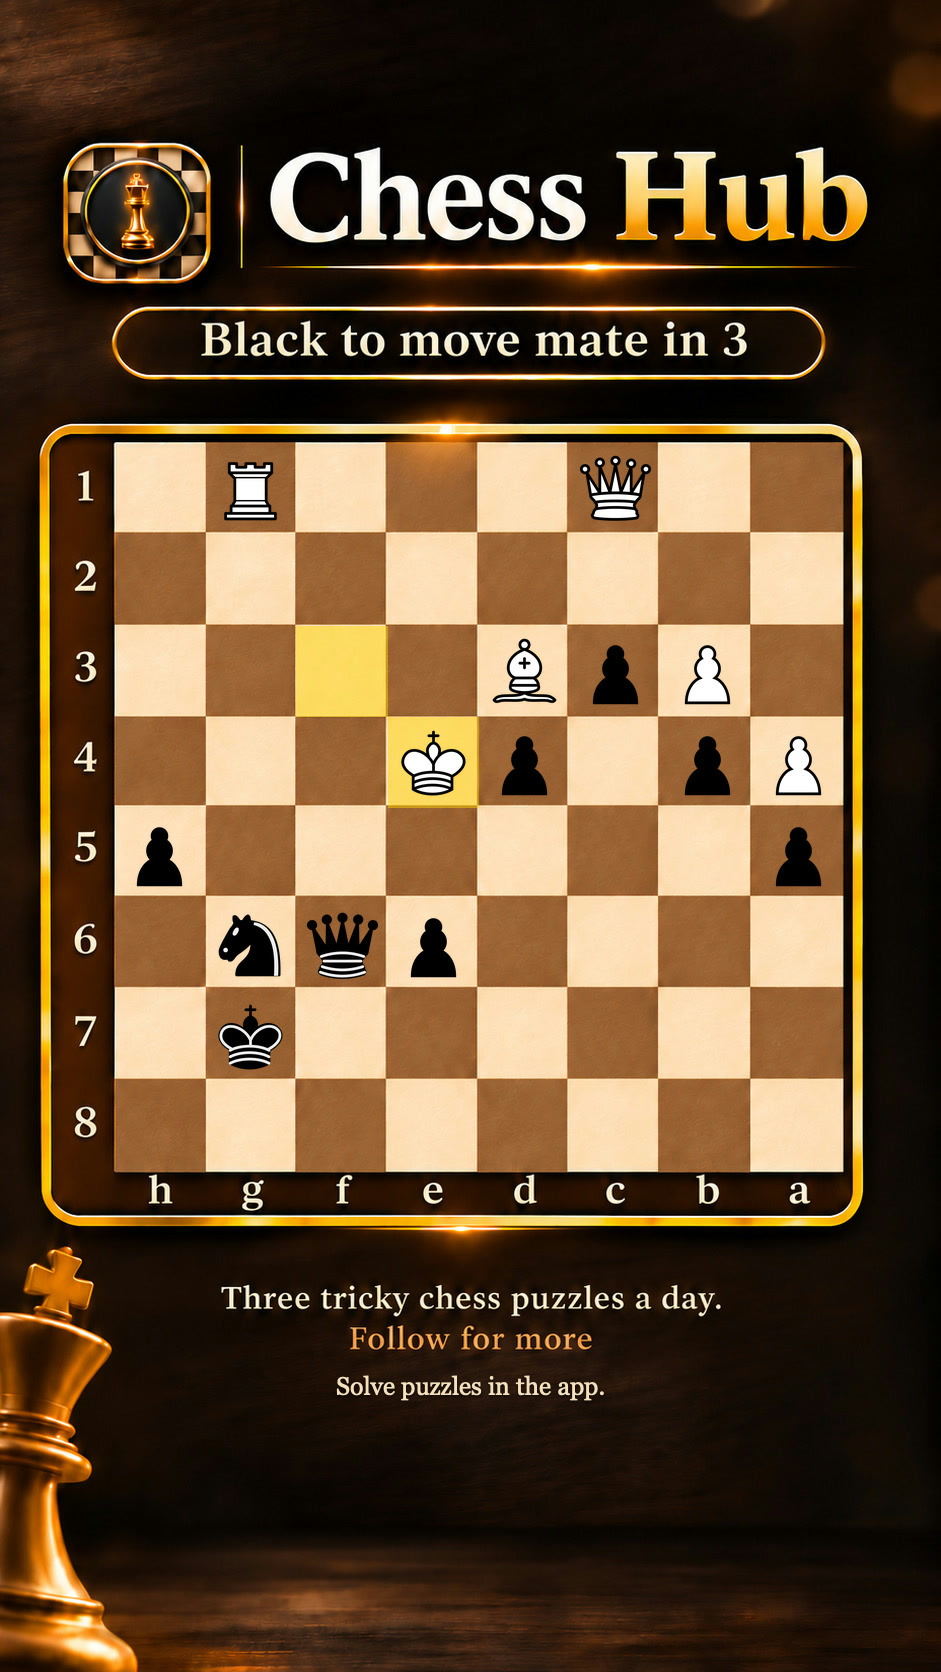 Chess Hub
Black to move mate in 3
1
2
3
4
5
6
7
8
h g f e d c b a
Three tricky chess puzzles a day.
Follow for more
Solve puzzles in the app.